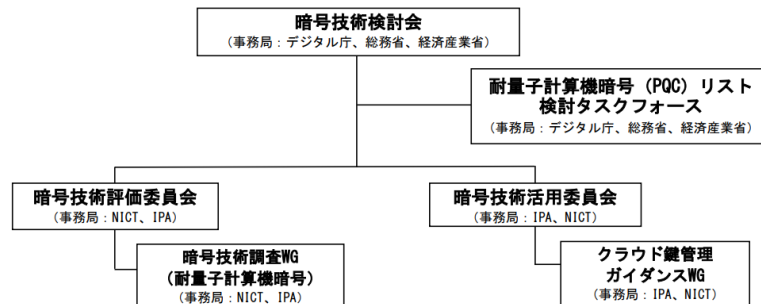 暗号技術検討会
（事務局：デジタル庁、総務省、経済産業省）
耐量子計算機暗号（PQC）リスト
検討タスクフォース
（事務局：デジタル庁、総務省、経済産業省）
暗号技術評価委員会
（事務局：NICT、IPA）
暗号技術活用委員会
（事務局：IPA、NICT）
暗号技術調査WG
（耐量子計算機暗号）
（事務局：NICT、IPA）
クラウド鍵管理
ガイダンスWG
（事務局：IPA、NICT）